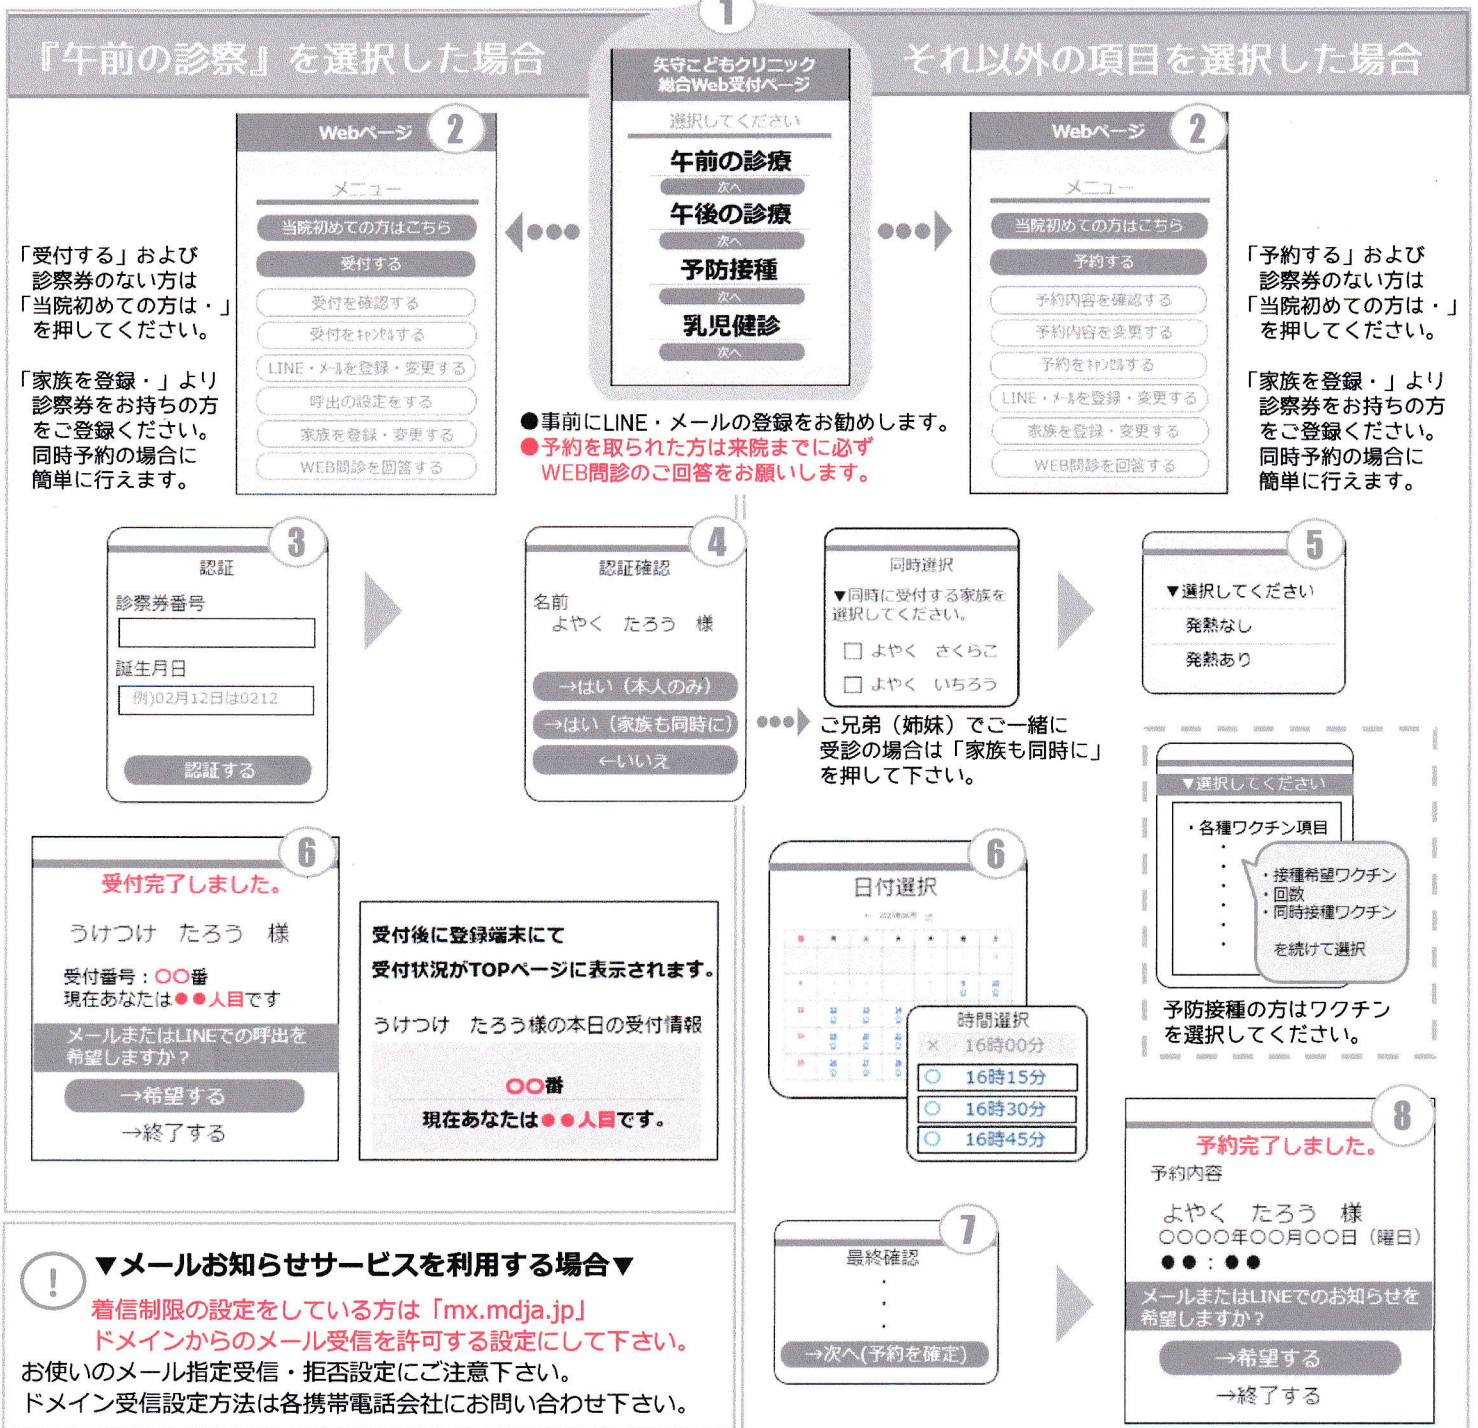 『午前の診察』を選択した場合
1
それ以外の項目を選択した場合
矢守こどもクリニック
総合Web受付ページ
選択してください
午前の診療
次へ
午後の診療
次へ
予防接種
次へ
乳児健診
次へ
Webページ
2
メニュー
当院初めての方はこちら
受付する
受付を確認する
受付をｷｬﾝｾﾙする
LINE・ﾒｰﾙを登録・変更する
呼出の設定をする
家族を登録・変更する
WEB問診を回答する
「受付する」および
診察券のない方は
「当院初めての方は・」
を押してください。
「家族を登録・」より
診察券をお持ちの方
をご登録ください。
同時予約の場合に
簡単に行えます。
Webページ
2
メニュー
当院初めての方はこちら
予約する
予約内容を確認する
予約内容を変更する
予約をｷｬﾝｾﾙする
LINE・ﾒｰﾙを登録・変更する
家族を登録・変更する
WEB問診を回答する
「予約する」および
診察券のない方は
「当院初めての方は・」
を押してください。
「家族を登録・」より
診察券をお持ちの方
をご登録ください。
同時予約の場合に
簡単に行えます。
●事前にLINE・メールの登録をお勧めします。
●予約を取られた方は来院までに必ず
WEB問診のご回答をお願いします。
3
認証
診察券番号
誕生月日
例)02月12日は0212
認証する
4
認証確認
名前
よやく たろう 様
→はい（本人のみ）
→はい（家族も同時に）
←いいえ
同時選択
▼同時に受付する家族を
選択してください。
□ よやく さくらこ
□ よやく いちろう
ご兄弟（姉妹）でご一緒に
受診の場合は「家族も同時に」
を押して下さい。
5
▼選択してください
発熱なし
発熱あり
▼選択してください
・各種ワクチン項目
・
・
・
・
・
・
・接種希望ワクチン
・回数
・同時接種ワクチン
を続けて選択
予防接種の方はワクチン
を選択してください。
6
受付完了しました。
うけつけ たろう 様
受付番号：〇〇番
現在あなたは●●人目です
メールまたはLINEでの呼出を
希望しますか？
→希望する
→終了する
受付後に登録端末にて
受付状況がTOPページに表示されます。
うけつけ たろう様の本日の受付情報
〇〇番
現在あなたは●●人目です。
6
日付選択
時間選択
× 16時00分
〇 16時15分
〇 16時30分
〇 16時45分
7
最終確認
・
・
・
→次へ(予約を確定)
8
予約完了しました。
予約内容
よやく たろう 様
〇〇〇〇年〇〇月〇〇日（曜日）
●●：●●
メールまたはLINEでのお知らせを
希望しますか？
→希望する
→終了する
!
▼メールお知らせサービスを利用する場合▼
着信制限の設定をしている方は「mx.mdja.jp」
ドメインからのメール受信を許可する設定にして下さい。
お使いのメール指定受信・拒否設定にご注意下さい。
ドメイン受信設定方法は各携帯電話会社にお問い合わせ下さい。